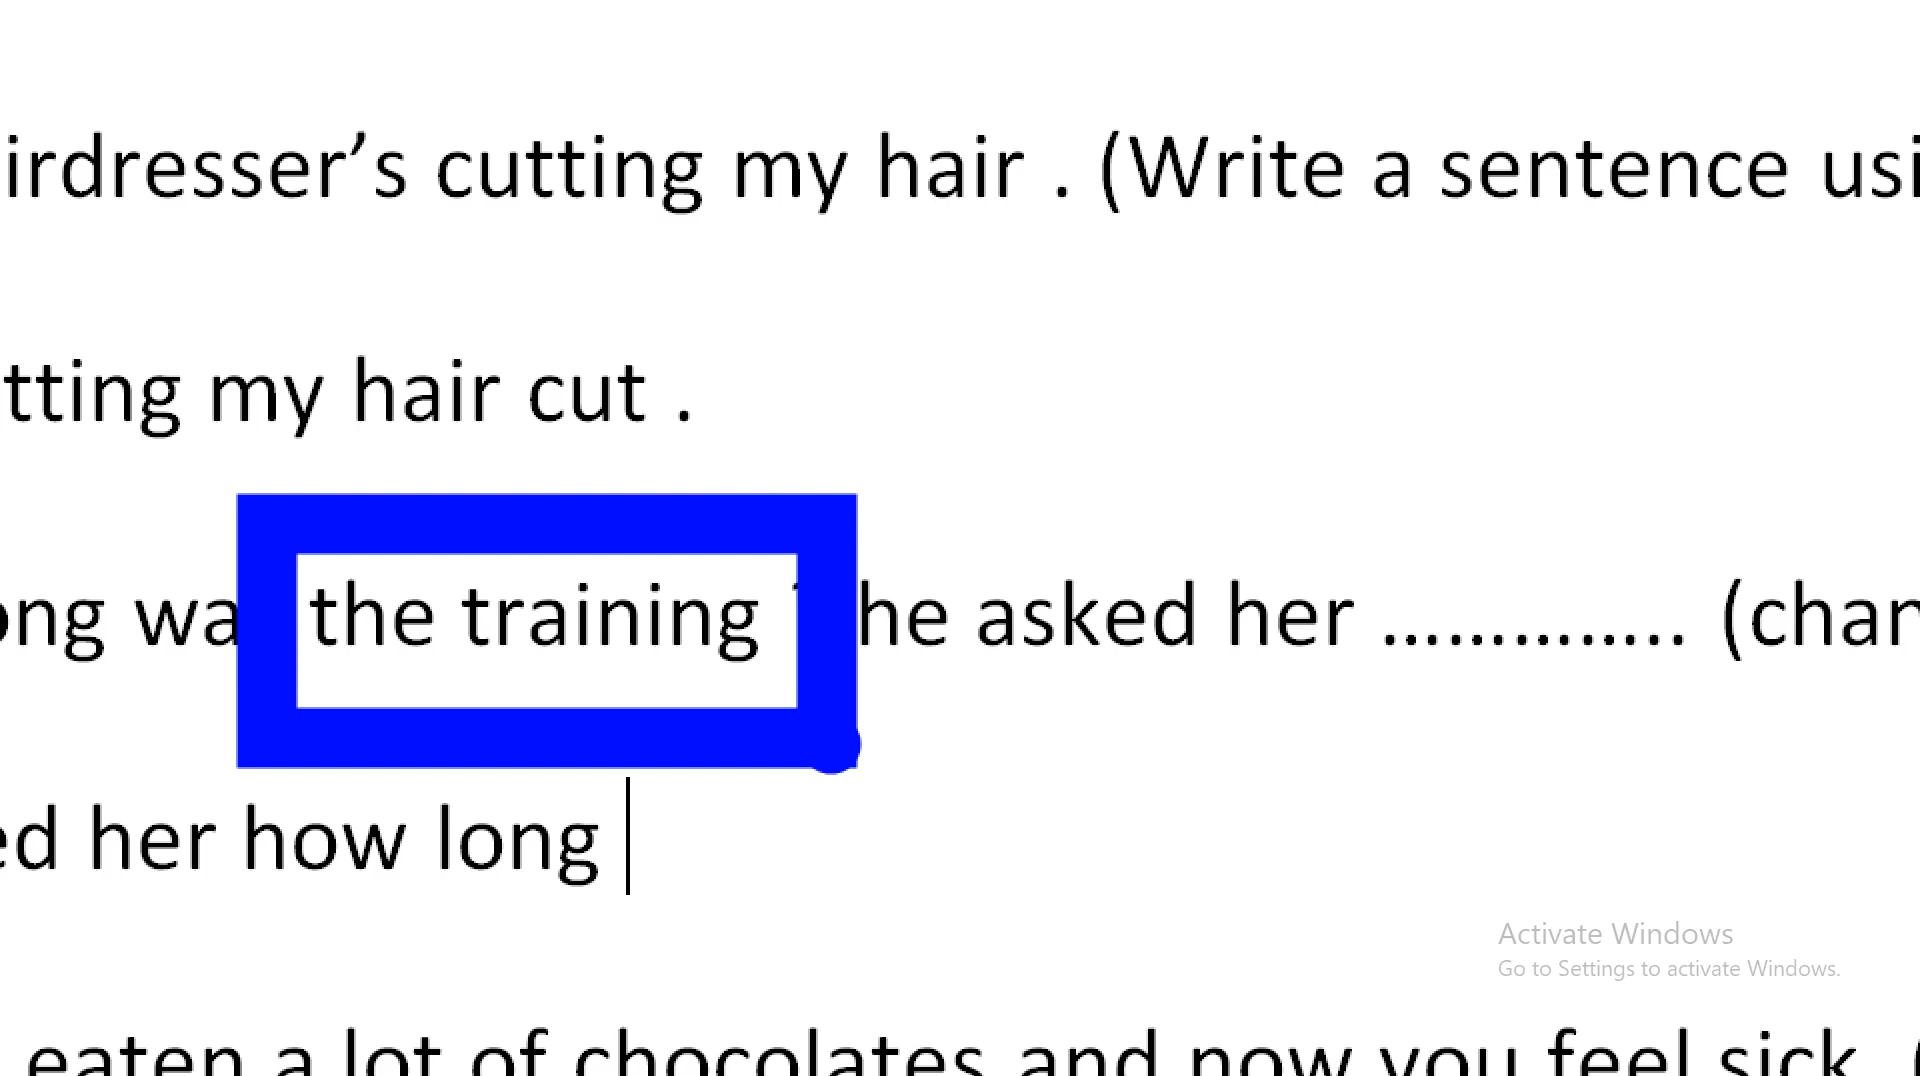 irdresser’s cutting my hair . (Write a sentence usi
tting my hair cut .
ong wa the training ? he asked her ………….. (chan
ed her how long
Activate Windows
Go to Settings to activate Windows.
eaten a lot of chocolates and now you feel sick. (